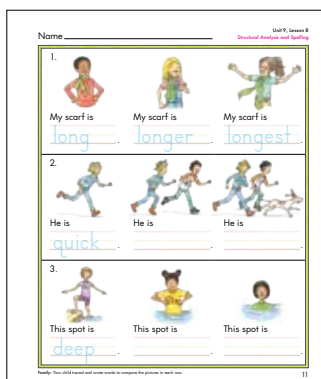 Unit 9, Lesson 8
Name Structural Analysis and Spelling
1.
My scarf is My scarf is My scarf is
long. longer. longest.
2.
He is He is He is
quick. . .
3.
This spot is This spot is This spot is
deep. . .
Family: Your child traced and wrote words to compare the pictures in each row.
11